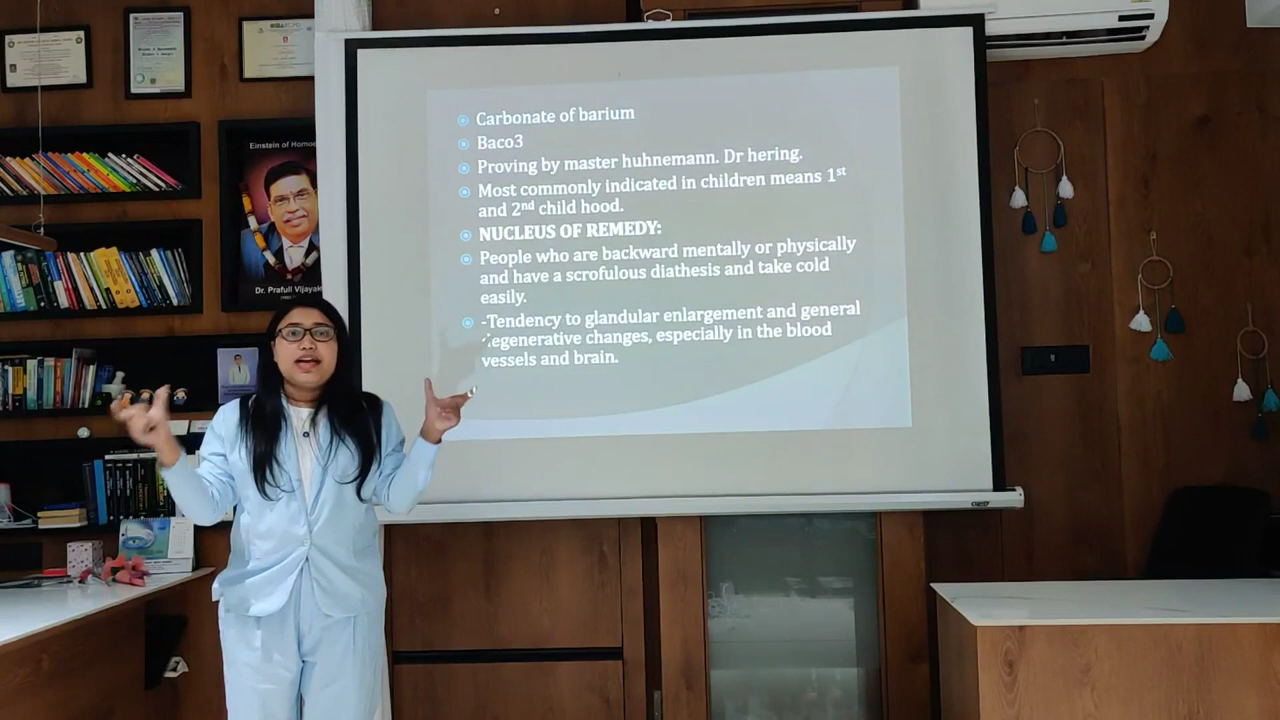 Einstein of Homoe
Dr. Prafull Vijayak
Carbonate of barium
Baco3
Proving by master huhnemann. Dr hering.
Most commonly indicated in children means 1st
and 2nd child hood.
NUCLEUS OF REMEDY:
People who are backward mentally or physically
and have a scrofulous diathesis and take cold
easily.
-Tendency to glandular enlargement and general
degenerative changes, especially in the blood
vessels and brain.